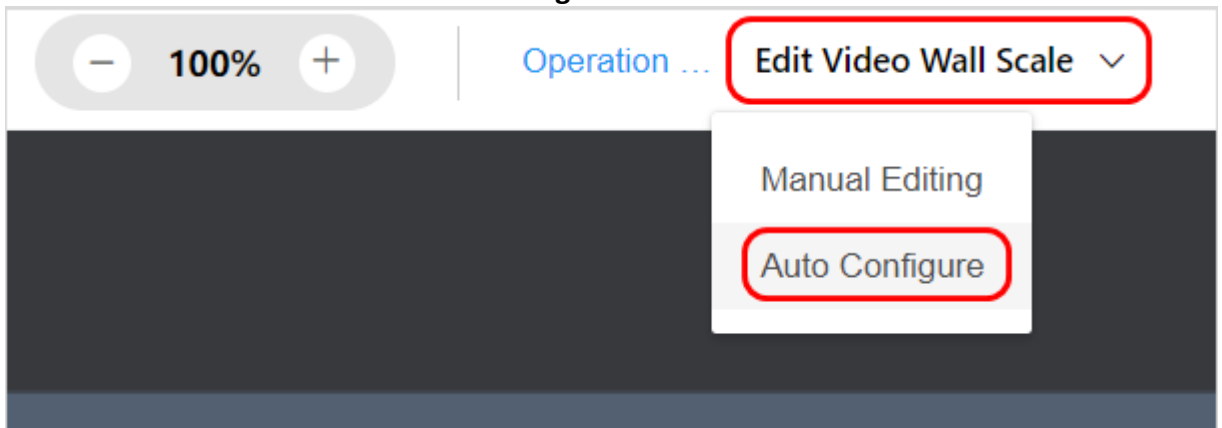 − 100% + Operation ... Edit Video Wall Scale
Manual Editing
Auto Configure